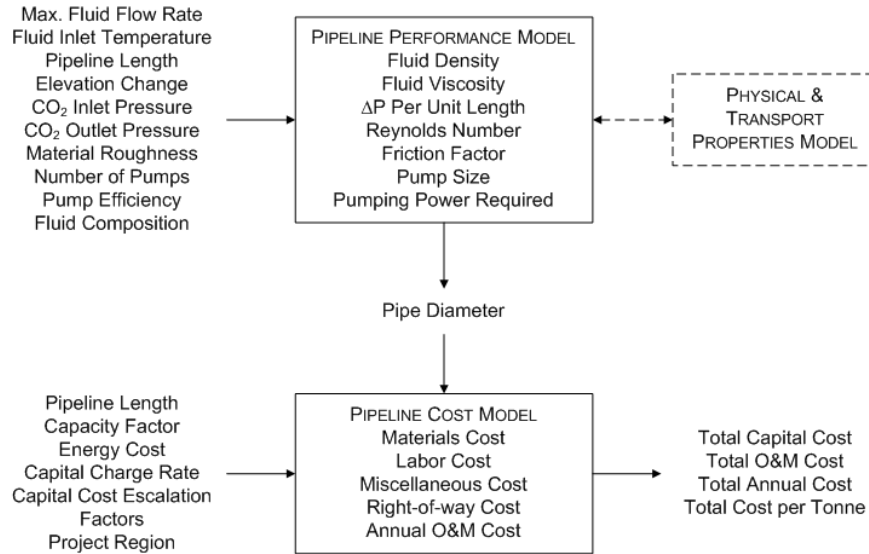 Max. Fluid Flow Rate
Fluid Inlet Temperature
Pipeline Length
Elevation Change
CO₂ Inlet Pressure
CO₂ Outlet Pressure
Material Roughness
Number of Pumps
Pump Efficiency
Fluid Composition
PIPELINE PERFORMANCE MODEL
Fluid Density
Fluid Viscosity
ΔP Per Unit Length
Reynolds Number
Friction Factor
Pump Size
Pumping Power Required
PHYSICAL &
TRANSPORT
PROPERTIES MODEL
Pipe Diameter
Pipeline Length
Capacity Factor
Energy Cost
Capital Charge Rate
Capital Cost Escalation
Factors
Project Region
PIPELINE COST MODEL
Materials Cost
Labor Cost
Miscellaneous Cost
Right-of-way Cost
Annual O&M Cost
Total Capital Cost
Total O&M Cost
Total Annual Cost
Total Cost per Tonne